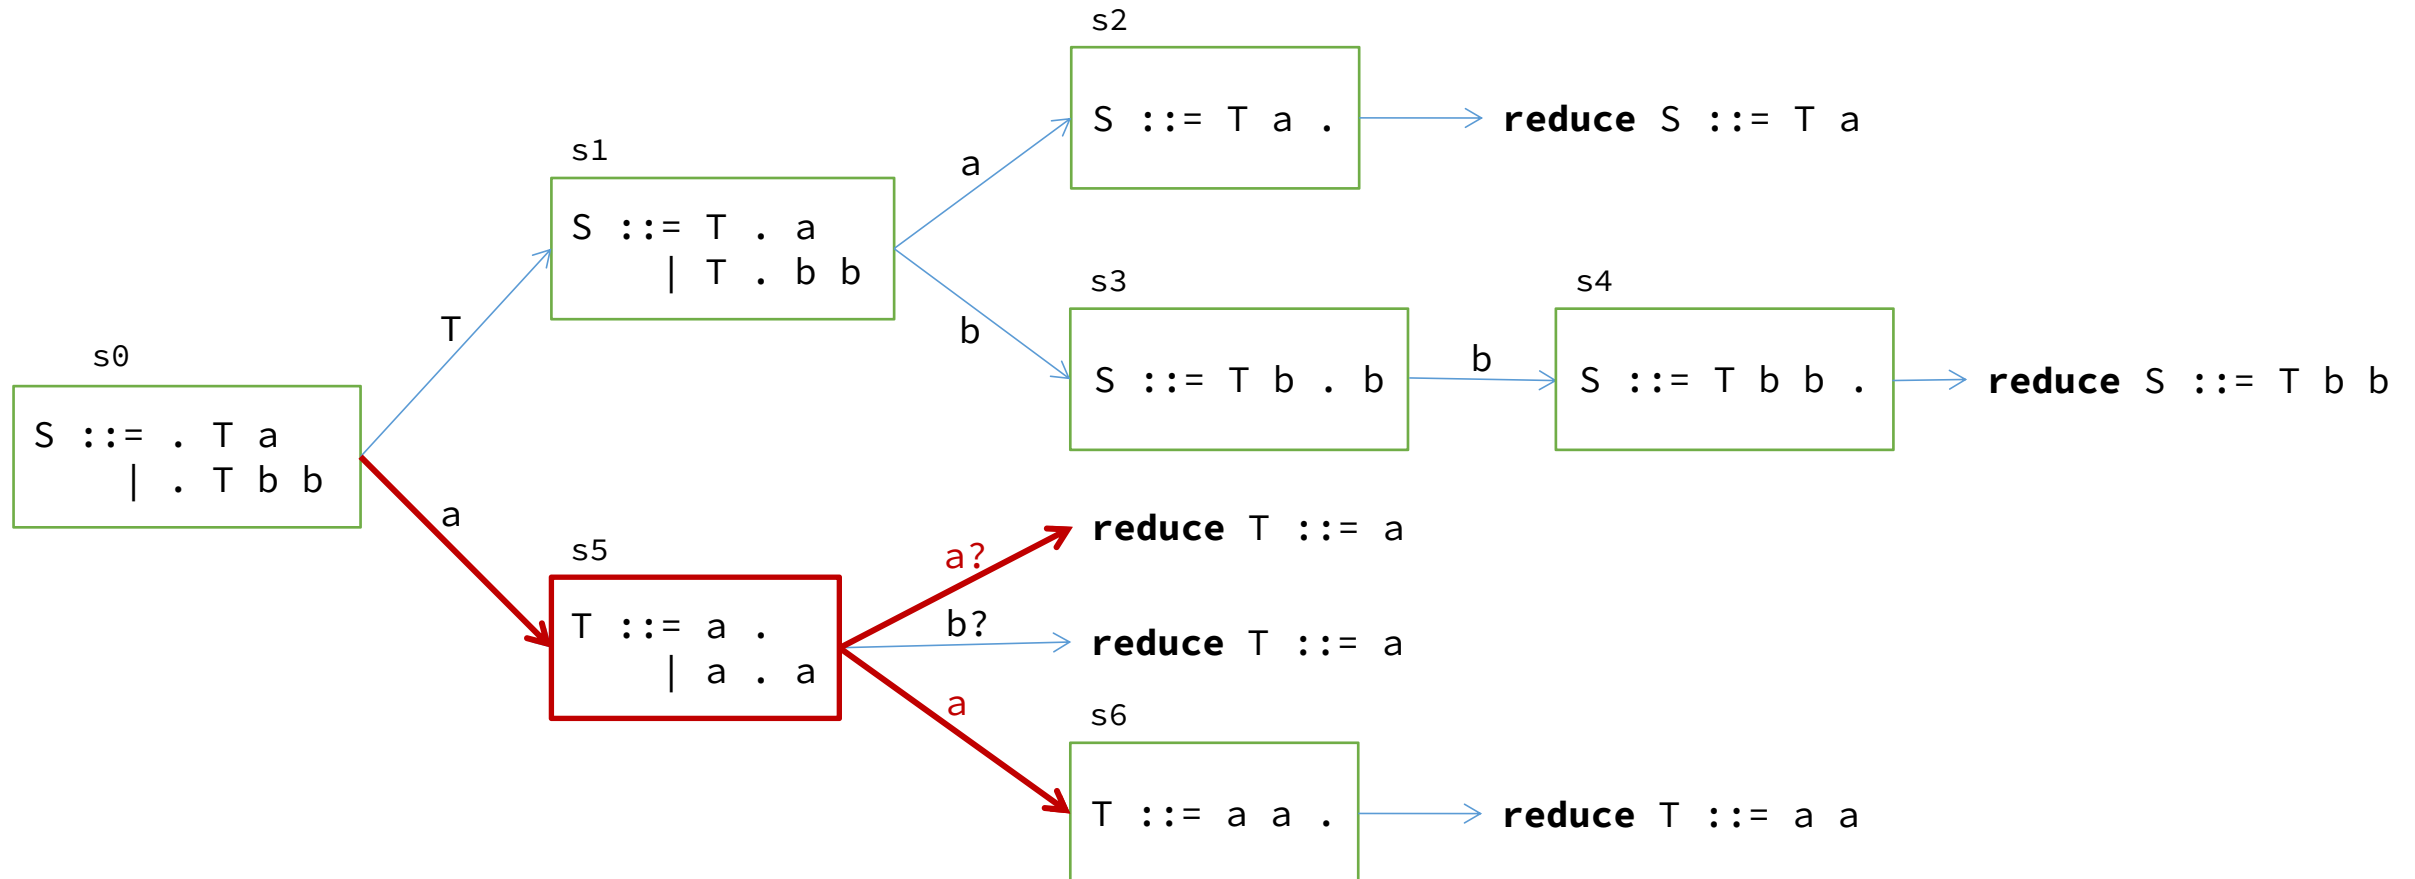 s2
S ::= T a .
reduce S ::= T a
s1
a
S ::= T . a
| T . b b
s3
s4
T
b
b
s0
S ::= T b . b
S ::= T b b .
reduce S ::= T b b
S ::= . T a
| . T b b
a
reduce T ::= a
s5
a?
T ::= a .
b?
reduce T ::= a
| a . a
a
s6
T ::= a a .
reduce T ::= a a